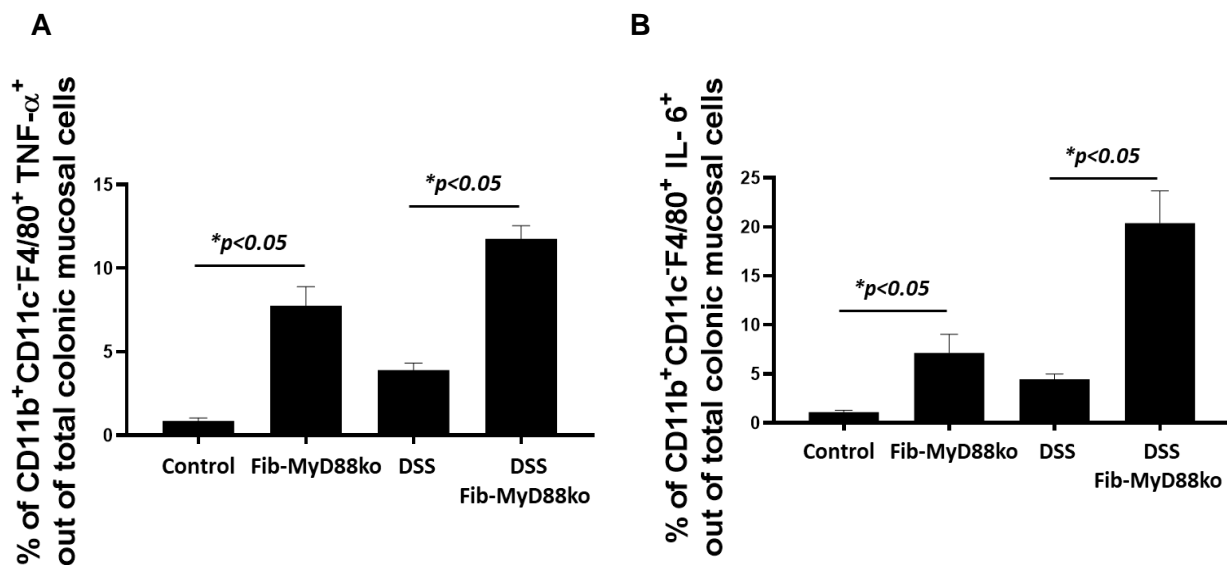 A
% of CD11b⁺CD11c⁻F4/80⁺ TNF-α⁺
out of total colonic mucosal cells
15
10
5
0
*p<0.05
*p<0.05
Control
Fib-MyD88ko
DSS
DSS
Fib-MyD88ko
B
% of CD11b⁺CD11c⁻F4/80⁺ IL- 6⁺
out of total colonic mucosal cells
25
20
15
10
5
0
*p<0.05
*p<0.05
Control
Fib-MyD88ko
DSS
DSS
Fib-MyD88ko